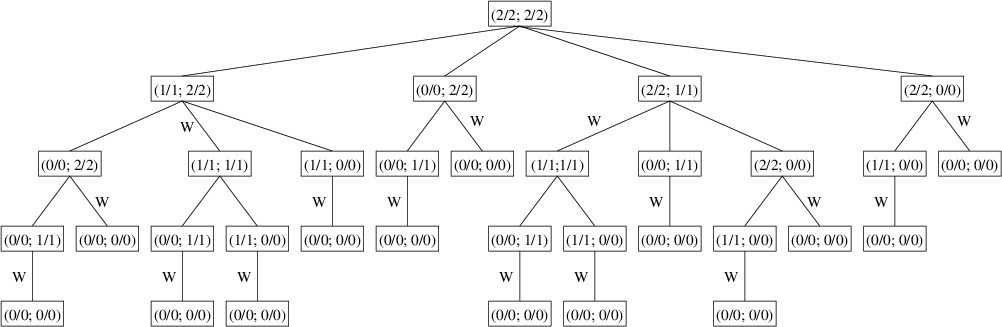 (2/2; 2/2)
(1/1; 2/2) (0/0; 2/2) (2/2; 1/1) (2/2; 0/0)
W W W W
(0/0; 2/2) (1/1; 1/1) (1/1; 0/0) (0/0; 1/1) (0/0; 0/0) (1/1;1/1) (0/0; 1/1) (2/2; 0/0) (1/1; 0/0) (0/0; 0/0)
W W W W W W
(0/0; 1/1) (0/0; 0/0) (0/0; 1/1) (1/1; 0/0) (0/0; 0/0) (0/0; 0/0) (0/0; 1/1) (1/1; 0/0) (0/0; 0/0) (1/1; 0/0) (0/0; 0/0) (0/0; 0/0)
W W W W W W
(0/0; 0/0) (0/0; 0/0) (0/0; 0/0) (0/0; 0/0) (0/0; 0/0) (0/0; 0/0)